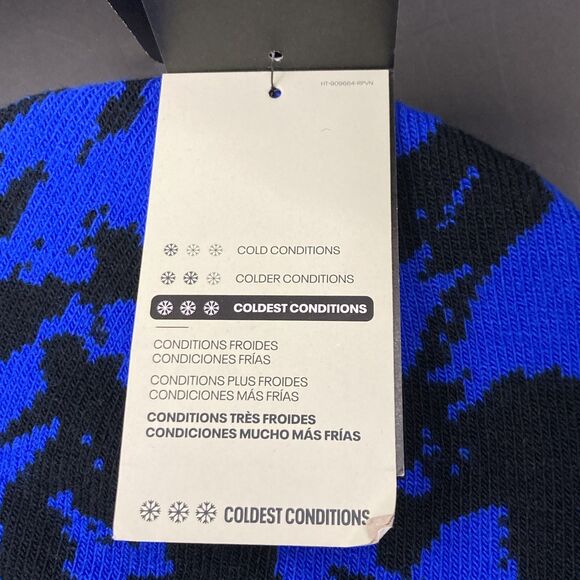 HT-909664-RPVN
COLD CONDITIONS
COLDER CONDITIONS
COLDEST CONDITIONS
CONDITIONS FROIDES
CONDICIONES FRÍAS
CONDITIONS PLUS FROIDES
CONDICIONES MÁS FRÍAS
CONDITIONS TRÈS FROIDES
CONDICIONES MUCHO MÁS FRÍAS
COLDEST CONDITIONS